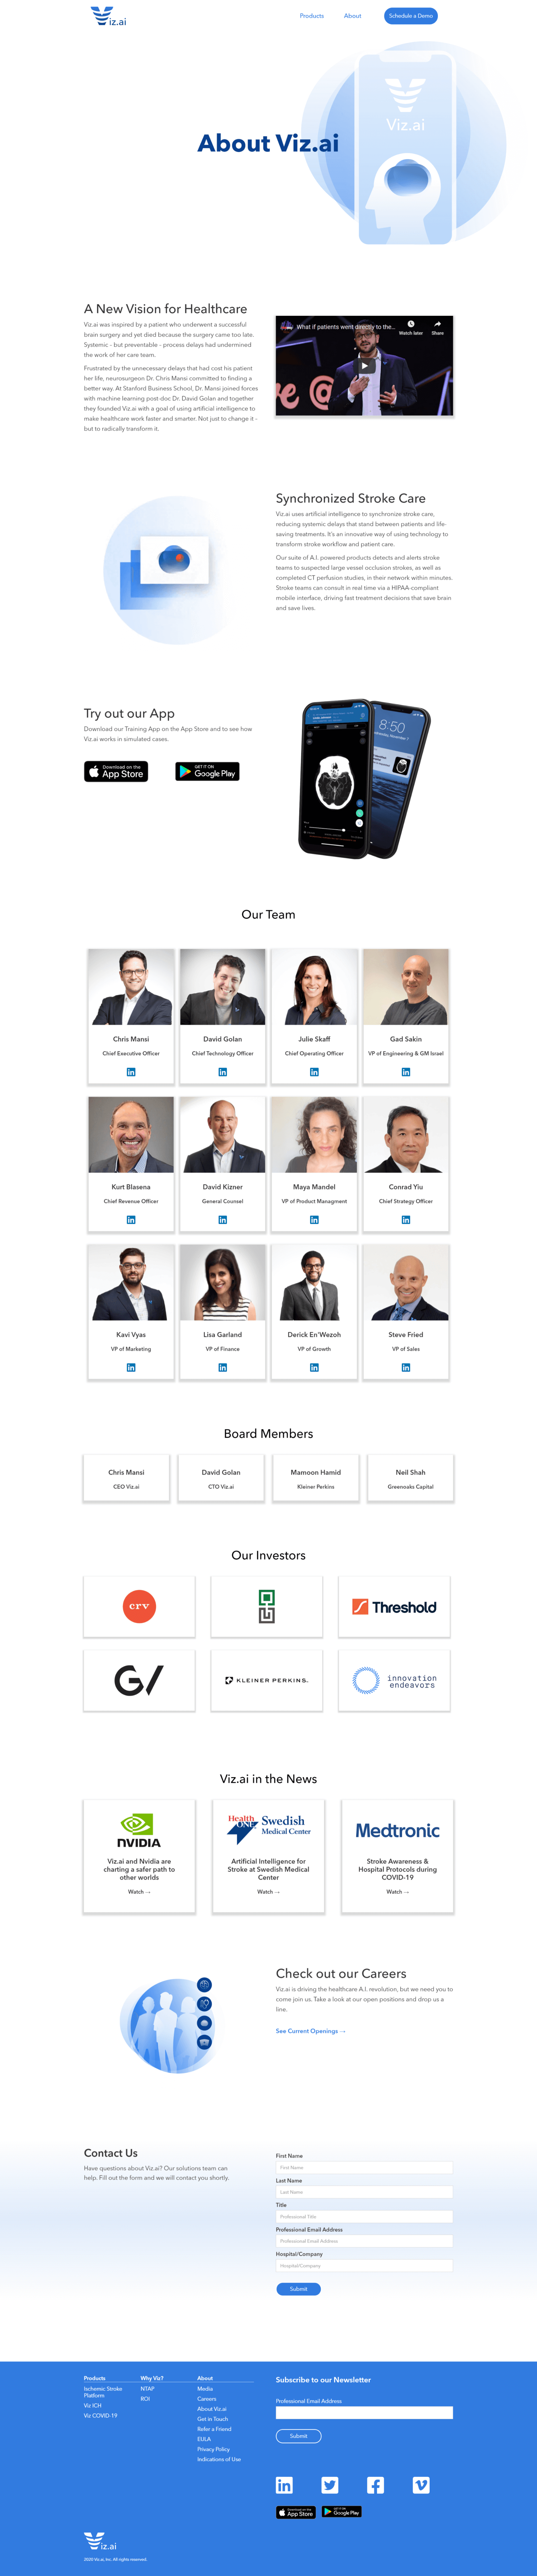 Viz.ai
Products
About
Schedule a Demo
Viz.ai
About Viz.ai
A New Vision for Healthcare
Viz.ai was inspired by a patient who underwent a successful
brain surgery and yet died because the surgery came too late.
Systemic – but preventable - process delays had undermined
the work of her care team.
Frustrated by the unnecessary delays that had cost his patient
her life, neurosurgeon Dr. Chris Mansi committed to finding a
better way. At Stanford Business School, Dr. Mansi joined forces
with machine learning post-doc Dr. David Golan and together
they founded Viz.ai with a goal of using artificial intelligence to
make healthcare work faster and smarter. Not just to change it –
but to radically transform it.
What if patients went directly to the...
Watch later
Share
Synchronized Stroke Care
Viz.ai uses artificial intelligence to synchronize stroke care,
reducing systemic delays that stand between patients and life-
saving treatments. It's an innovative way of using technology to
transform stroke workflow and patient care.
Our suite of A.I. powered products detects and alerts stroke
teams to suspected large vessel occlusion strokes, as well as
completed CT perfusion studies, in their network within minutes.
Stroke teams can consult in real time via a HIPAA-compliant
mobile interface, driving fast treatment decisions that save brain
and save lives.
Try out our App
Download our Training App on the App Store and to see how
Viz.ai works in simulated cases.
Download on the
App Store
GET IT ON
Google Play
8:50
Wednesday, November 7
Our Team
Chris Mansi
Chief Executive Officer
David Golan
Chief Technology Officer
Julie Skaff
Chief Operating Officer
Gad Sakin
VP of Engineering & GM Israel
Kurt Blasena
Chief Revenue Officer
David Kizner
General Counsel
Maya Mandel
VP of Product Managment
Conrad Yiu
Chief Strategy Officer
Kavi Vyas
VP of Marketing
Lisa Garland
VP of Finance
Derick En'Wezoh
VP of Growth
Steve Fried
VP of Sales
Board Members
Chris Mansi
CEO Viz.ai
David Golan
CTO Viz.ai
Mamoon Hamid
Kleiner Perkins
Neil Shah
Greenoaks Capital
Our Investors
crv
Threshold
GV
KLEINER PERKINS.
innovation
endeavors
Viz.ai in the News
NVIDIA
Viz.ai and Nvidia are
charting a safer path to
other worlds
Watch →
HealthONE
Swedish
Medical Center
Artificial Intelligence for
Stroke at Swedish Medical
Center
Watch →
Medtronic
Stroke Awareness &
Hospital Protocols during
COVID-19
Watch →
Check out our Careers
Viz.ai is driving the healthcare A.I. revolution, but we need you to
come join us. Take a look at our open positions and drop us a
line.
See Current Openings →
Contact Us
Have questions about Viz.ai? Our solutions team can
help. Fill out the form and we will contact you shortly.
First Name
First Name
Last Name
Last Name
Title
Professional Title
Professional Email Address
Professional Email Address
Hospital/Company
Hospital/Company
Submit
Products
Ischemic Stroke
Platform
Viz ICH
Viz COVID-19
Why Viz?
NTAP
ROI
About
Media
Careers
About Viz.ai
Get in Touch
Refer a Friend
EULA
Privacy Policy
Indications of Use
Subscribe to our Newsletter
Professional Email Address
Submit
Download on the
App Store
GET IT ON
Google Play
Viz.ai
2020 Viz.ai, Inc. All rights reserved.